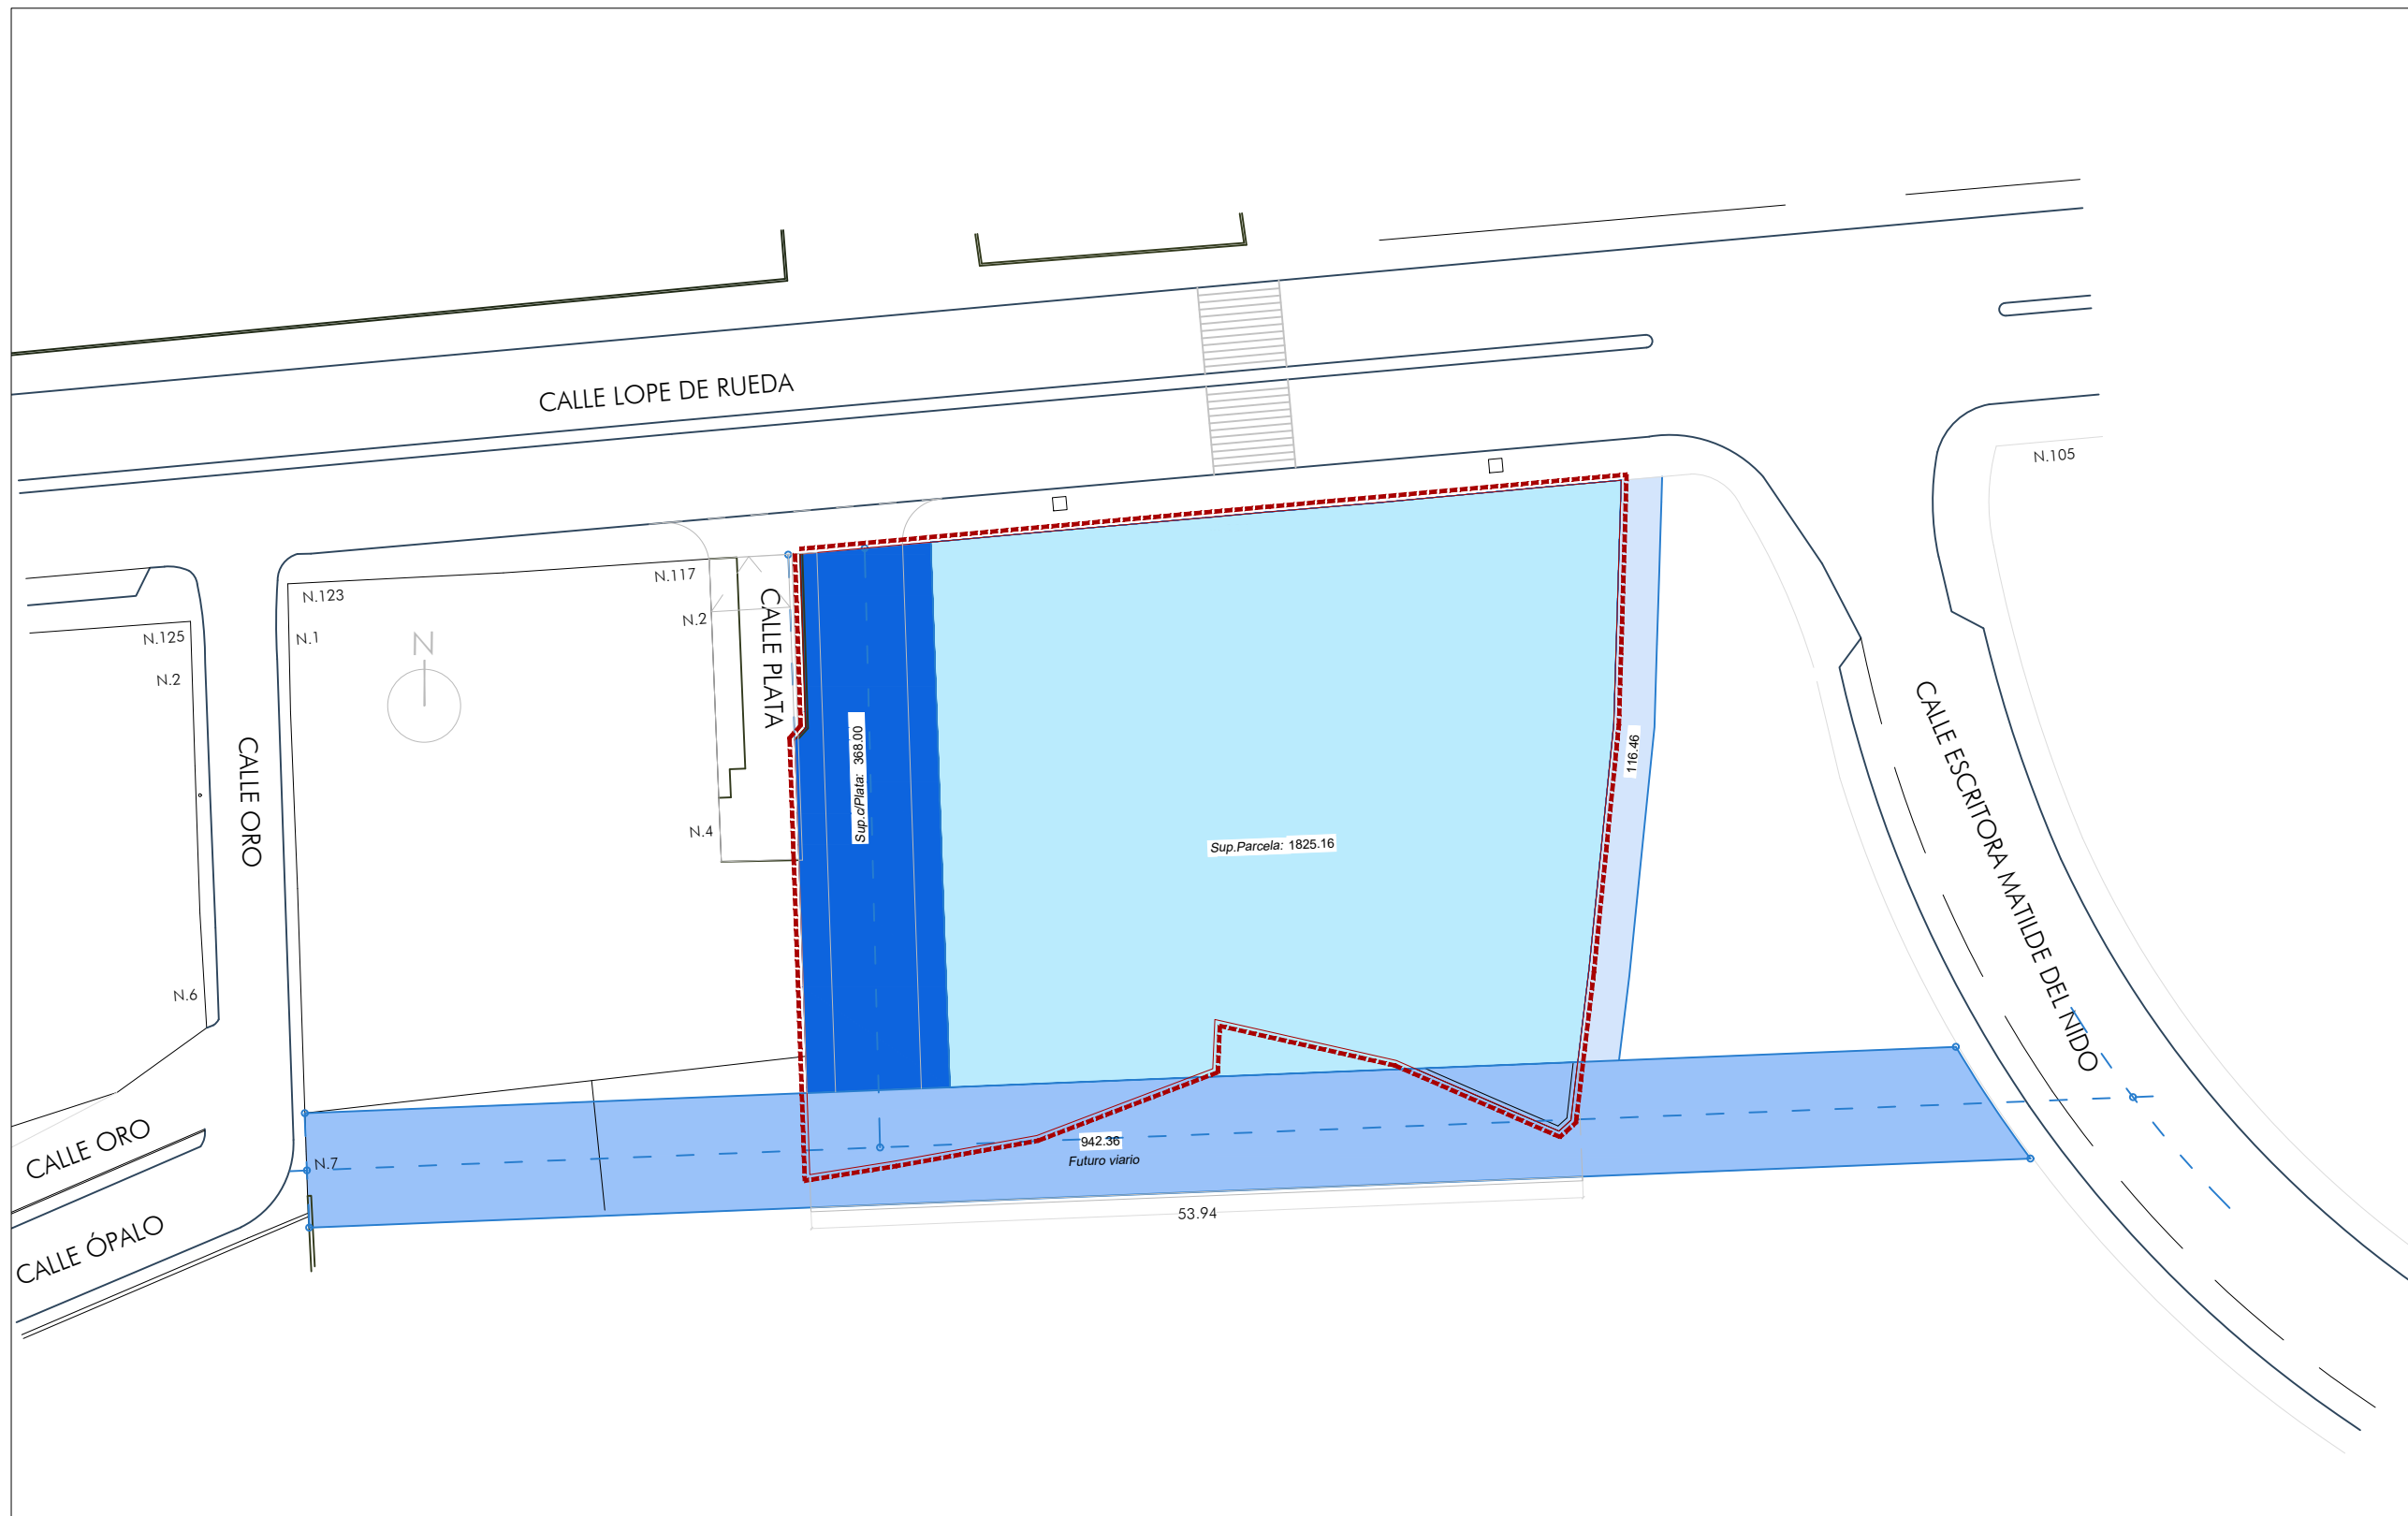 CALLE LOPE DE RUEDA
N.105
N.117
N.123
N.2
CALLE PLATA
N.125
N.1
N
N.2
CALLE ORO
Sup.c/Plata: 368.00
116.46
CALLE ESCRITORA MATILDE DEL NIDO
N.4
Sup.Parcela: 1825.16
N.6
CALLE ORO
942.36
Futuro viario
N.7
53.94
CALLE ÓPALO